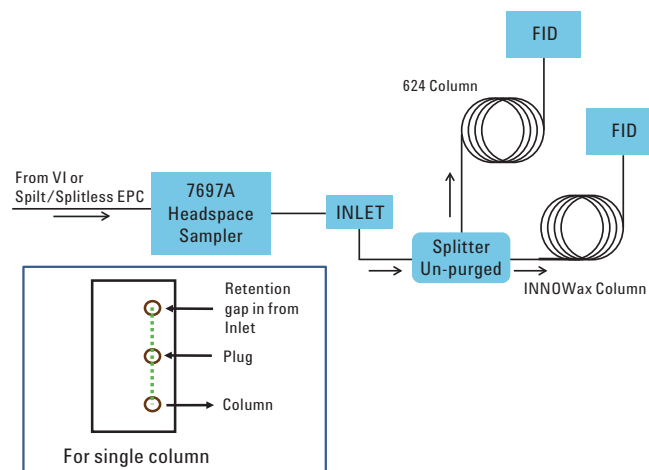 FID
624 Column
FID
From VI or
Spilt/Splitless EPC
7697A
Headspace
Sampler
INLET
Splitter
Un-purged
INNOWax Column
Retention
gap in from
Inlet
Plug
Column
For single column